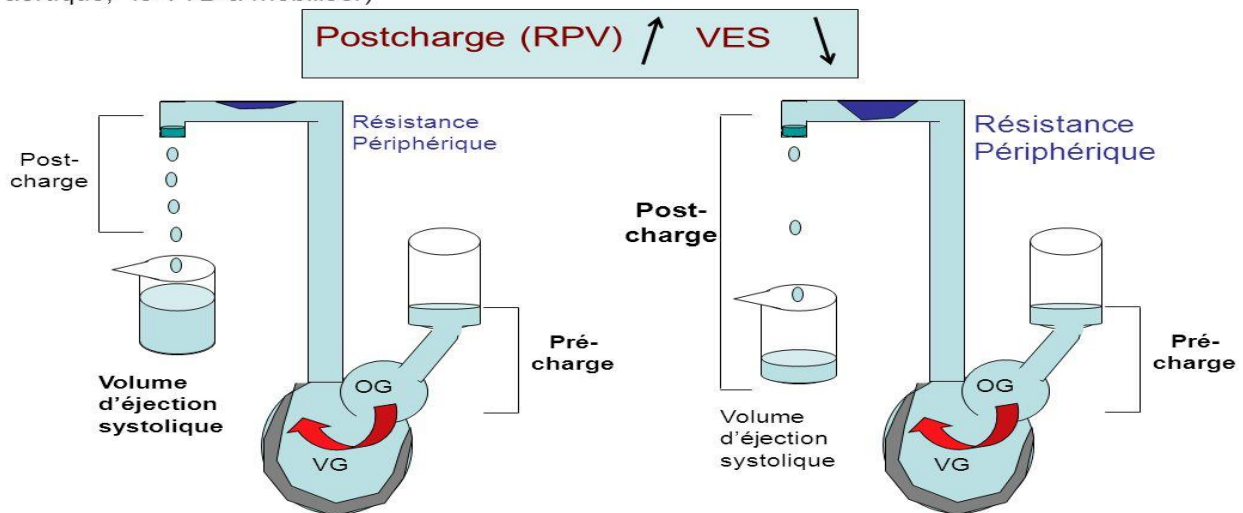 Postcharge (RPV) ↗ VES ↘
Résistance
Périphérique
Post-
charge
Pré-
charge
OG
VG
Volume
d'éjection
systolique
Résistance
Périphérique
Post-
charge
Pré-
charge
OG
VG
Volume
d'éjection
systolique